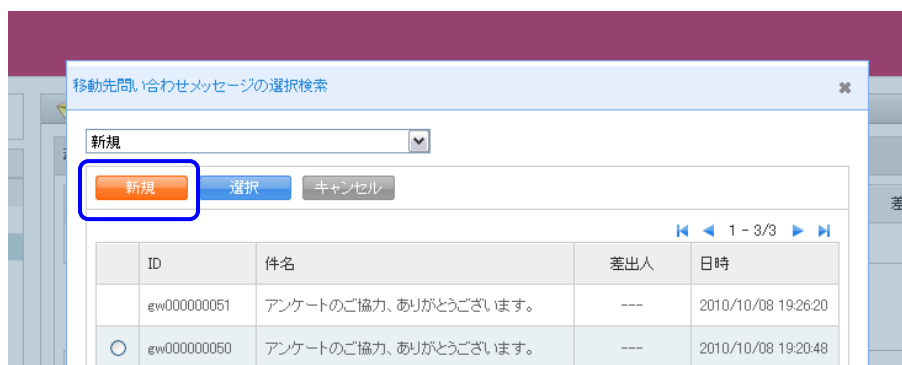 移動先問い合わせメッセージの選択検索
新規
新規 選択 キャンセル
1 - 3/3
ID 件名 差出人 日時
gw000000051 アンケートのご協力、ありがとうございます。 --- 2010/10/08 19:26:20
gw000000050 アンケートのご協力、ありがとうございます。 --- 2010/10/08 19:20:48